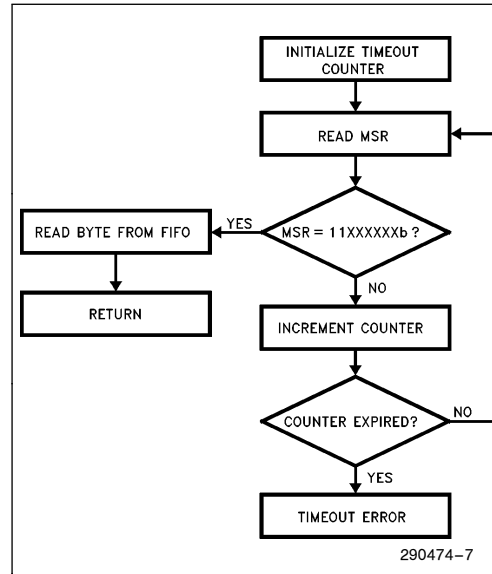 INITIALIZE TIMEOUT
COUNTER
READ MSR
MSR = 11XXXXXXb ?
YES
READ BYTE FROM FIFO
RETURN
NO
INCREMENT COUNTER
COUNTER EXPIRED?
NO
YES
TIMEOUT ERROR
290474-7